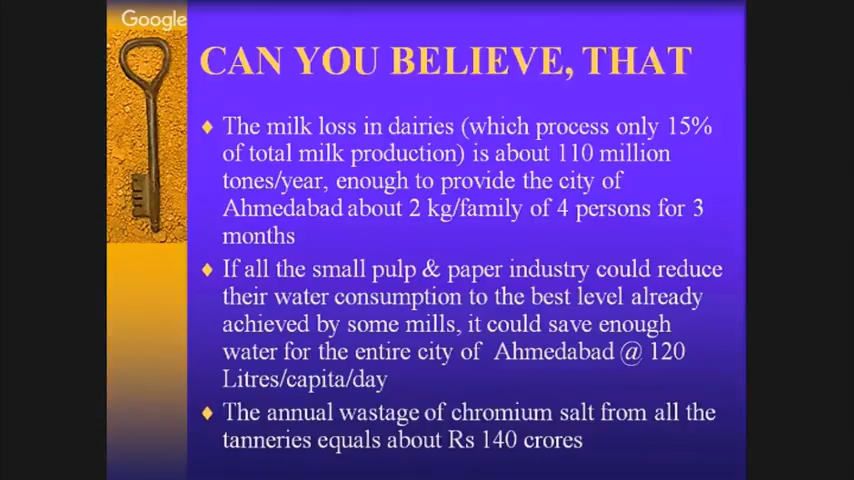 Google
CAN YOU BELIEVE, THAT
The milk loss in dairies (which process only 15%
of total milk production) is about 110 million
tones/year, enough to provide the city of
Ahmedabad about 2 kg/family of 4 persons for 3
months
If all the small pulp & paper industry could reduce
their water consumption to the best level already
achieved by some mills, it could save enough
water for the entire city of Ahmedabad @ 120
Litres/capita/day
The annual wastage of chromium salt from all the
tanneries equals about Rs 140 crores